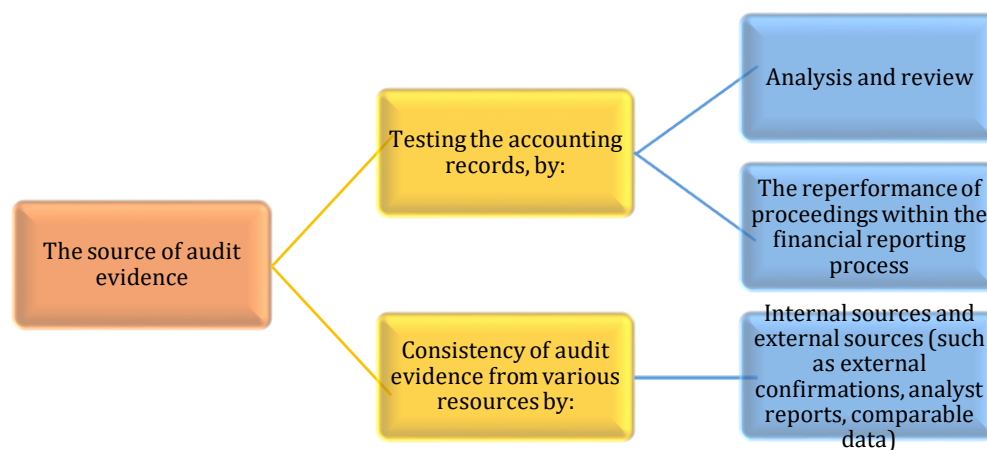 The source of audit
evidence
Testing the accounting
records, by:
Analysis and review
The reperformance of
proceedings within the
financial reporting
process
Consistency of audit
evidence from various
resources by:
Internal sources and
external sources (such
as external
confirmations, analyst
reports, comparable
data)